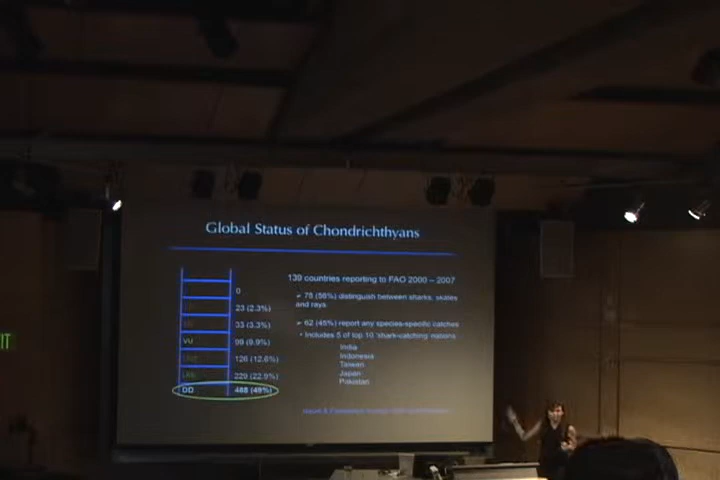 Global Status of Chondrichthyans
139 countries reporting to FAO 2000 – 2007
0
➢ 78 (56%) distinguish between sharks, skates
and rays
23 (2.3%)
33 (3.3%)
➢ 62 (45%) report any species-specific catches
VU
99 (9.9%)
• Includes 5 of top 10 'shark-catching' nations
India
126 (12.6%)
Indonesia
Taiwan
229 (22.9%)
Japan
Pakistan
DD
488 (49%)